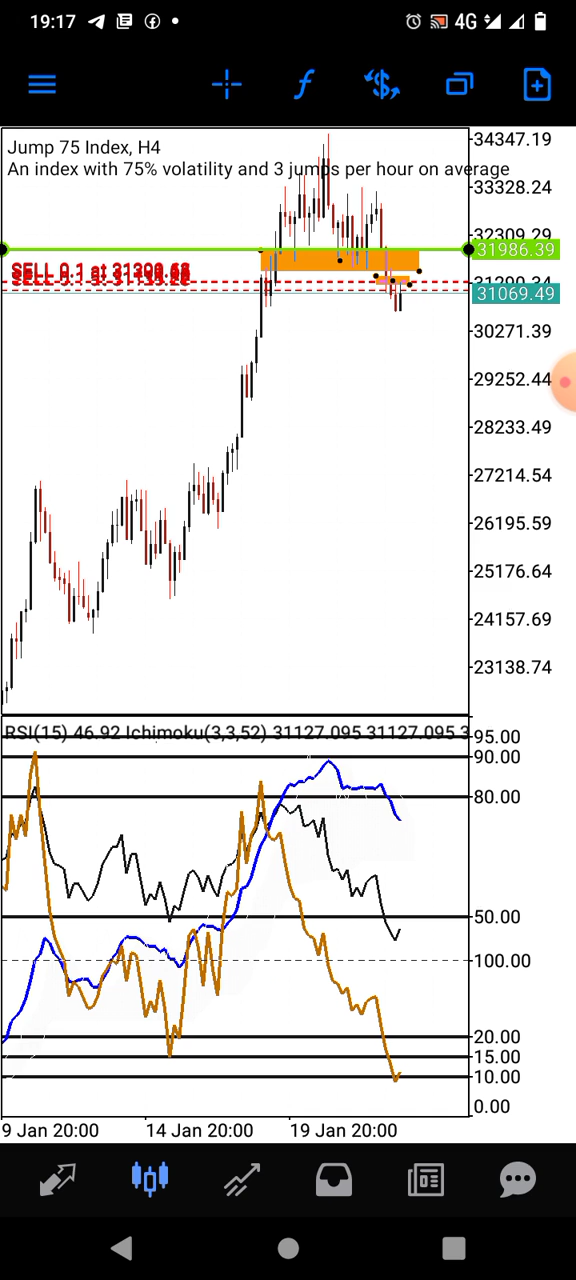 19:17
4G
f
$
Jump 75 Index, H4
An index with 75% volatility and 3 jumps per hour on average
34347.19
33328.24
32309.29
31986.39
SELL 0.1 at
31069.49
30271.39
29252.44
28233.49
27214.54
26195.59
25176.64
24157.69
23138.74
RSI(15) 46.92 Ichimoku(3,3,52) 31127.095 31127.095 3
95.00
90.00
80.00
50.00
100.00
20.00
15.00
10.00
0.00
9 Jan 20:00
14 Jan 20:00
19 Jan 20:00